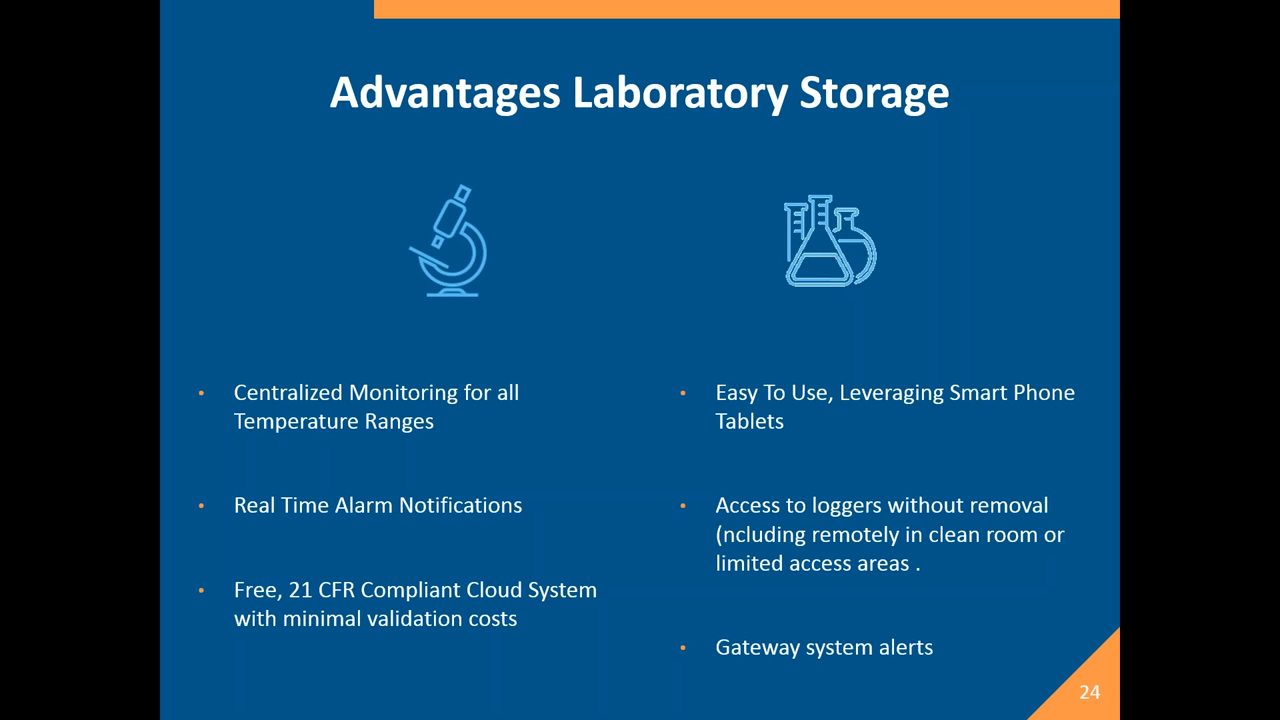 Advantages Laboratory Storage
Centralized Monitoring for all
Temperature Ranges
Real Time Alarm Notifications
Free, 21 CFR Compliant Cloud System
with minimal validation costs
Easy To Use, Leveraging Smart Phone
Tablets
Access to loggers without removal
(ncluding remotely in clean room or
limited access areas .
Gateway system alerts
24